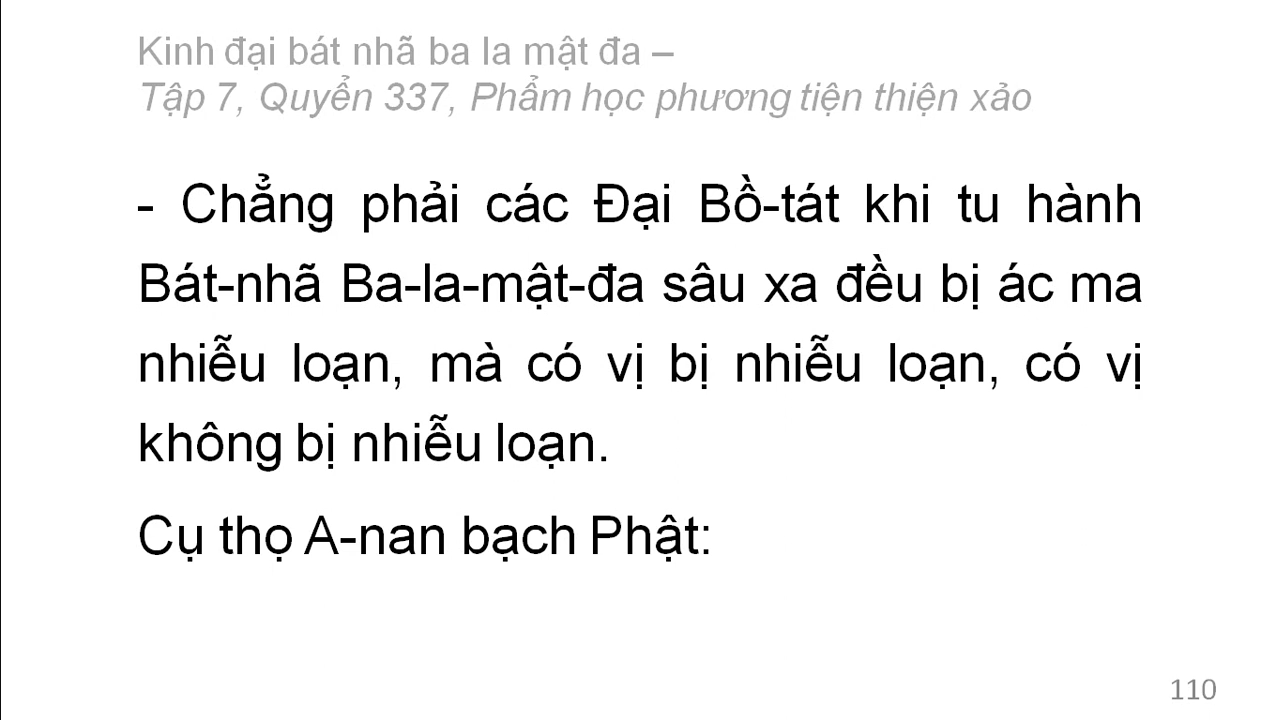 Kinh đại bát nhã ba la mật đa –
Tập 7, Quyển 337, Phẩm học phương tiện thiện xảo
- Chẳng phải các Đại Bồ-tát khi tu hành
Bát-nhã Ba-la-mật-đa sâu xa đều bị ác ma
nhiễu loạn, mà có vị bị nhiễu loạn, có vị
không bị nhiễu loạn.
Cụ thọ A-nan bạch Phật:
110